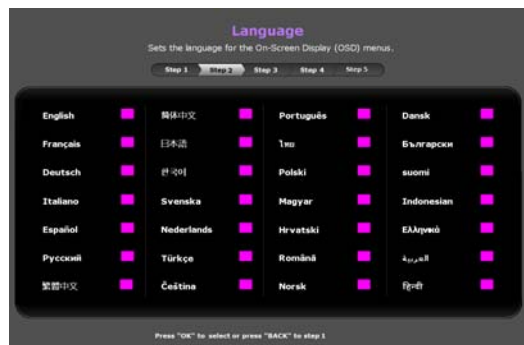 Language
Sets the language for the On-Screen Display (OSD) menus.
Step 1 Step 2 Step 3 Step 4 Step 5
English 简体中文 Português Dansk
Français 日本語 ไทย Български
Deutsch 한국어 Polski suomi
Italiano Svenska Magyar Indonesian
Español Nederlands Hrvatski Ελληνικά
Русский Türkçe Română العربية
繁體中文 Čeština Norsk हिन्दी
Press "OK" to select or press "BACK" to step 1